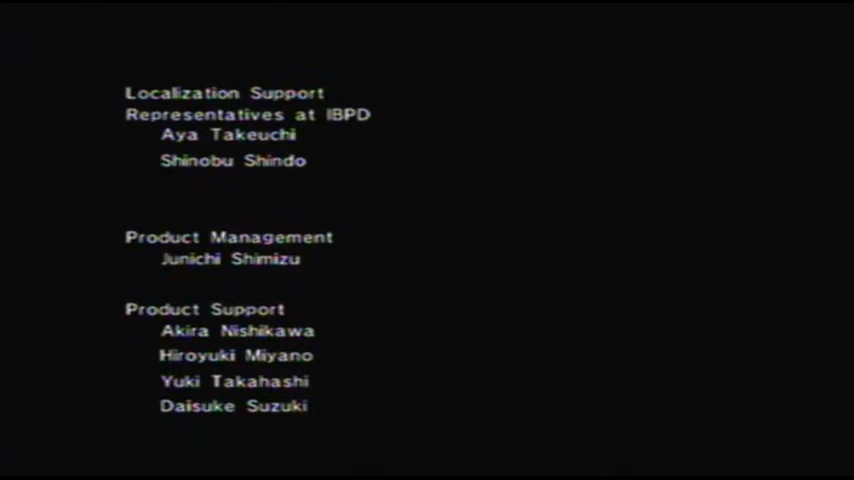 Localization Support
Representatives at IBPD
Aya Takeuchi
Shinobu Shindo
Product Management
Junichi Shimizu
Product Support
Akira Nishikawa
Hiroyuki Miyano
Yuki Takahashi
Daisuke Suzuki